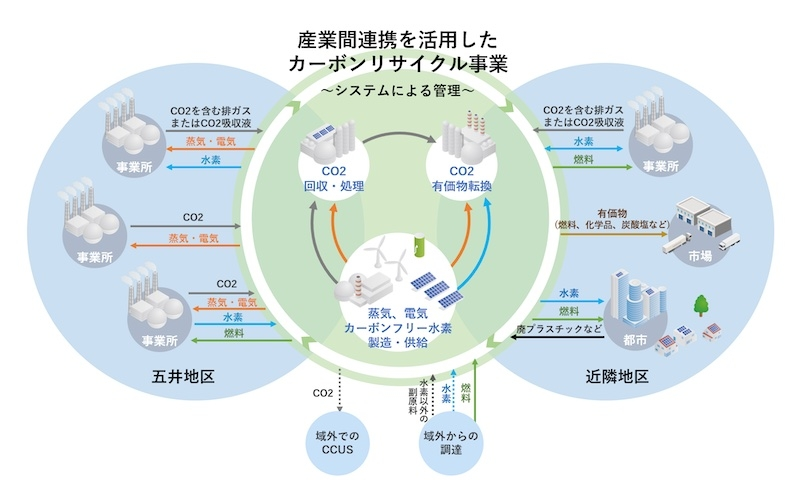 産業間連携を活用した
カーボンリサイクル事業
～システムによる管理～
CO2を含む排ガス
またはCO2吸収液
蒸気・電気
水素
事業所
CO2
蒸気・電気
事業所
CO2
蒸気・電気
水素
燃料
事業所
五井地区
CO2
回収・処理
CO2
有価物転換
蒸気、電気
カーボンフリー水素
製造・供給
CO2を含む排ガス
またはCO2吸収液
水素
燃料
事業所
有価物
(燃料、化学品、炭酸塩など)
市場
水素
燃料
廃プラスチックなど
都市
近隣地区
CO2
域外での
CCUS
水素以外の
副原料
水素
燃料
域外からの
調達